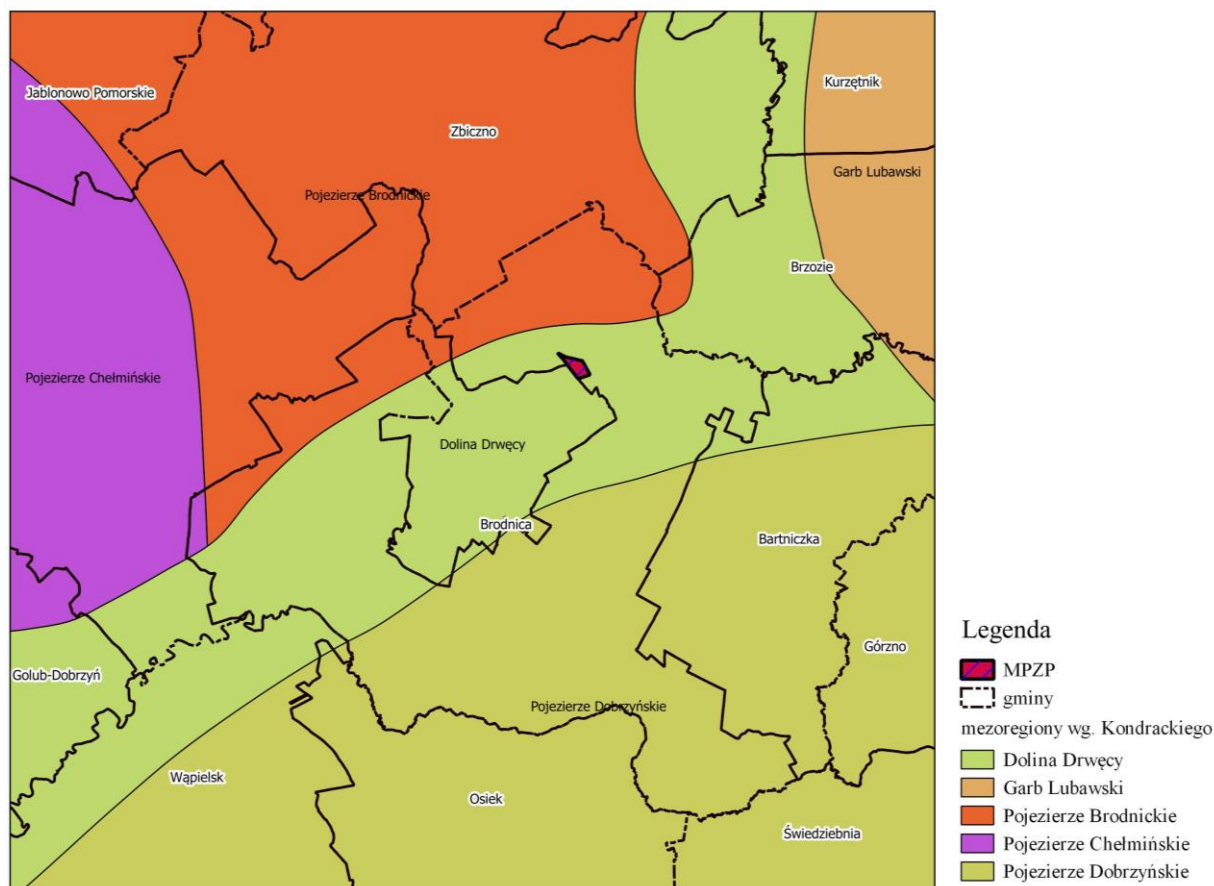 Jabłonowo Pomorskie
Kurzętnik
Zbiczno
Garb Lubawski
Pojezierze Brodnickie
Brzozie
Pojezierze Chełmińskie
Dolina Drwęcy
Brodnica
Bartniczka
Górzno
Golub-Dobrzyń
Pojezierze Dobrzyńskie
Wąpielsk
Osiek
Świedziebnia
Legenda
MPZP
gminy
mezoregiony wg. Kondrackiego
Dolina Drwęcy
Garb Lubawski
Pojezierze Brodnickie
Pojezierze Chełmińskie
Pojezierze Dobrzyńskie